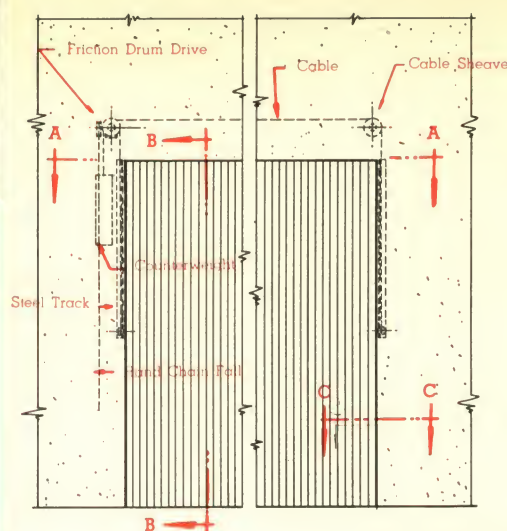 Friction Drum Drive
Cable
Cable Sheave
A
B
A
Counterweight
Steel Track
Hand Chain Fall
C
C
B